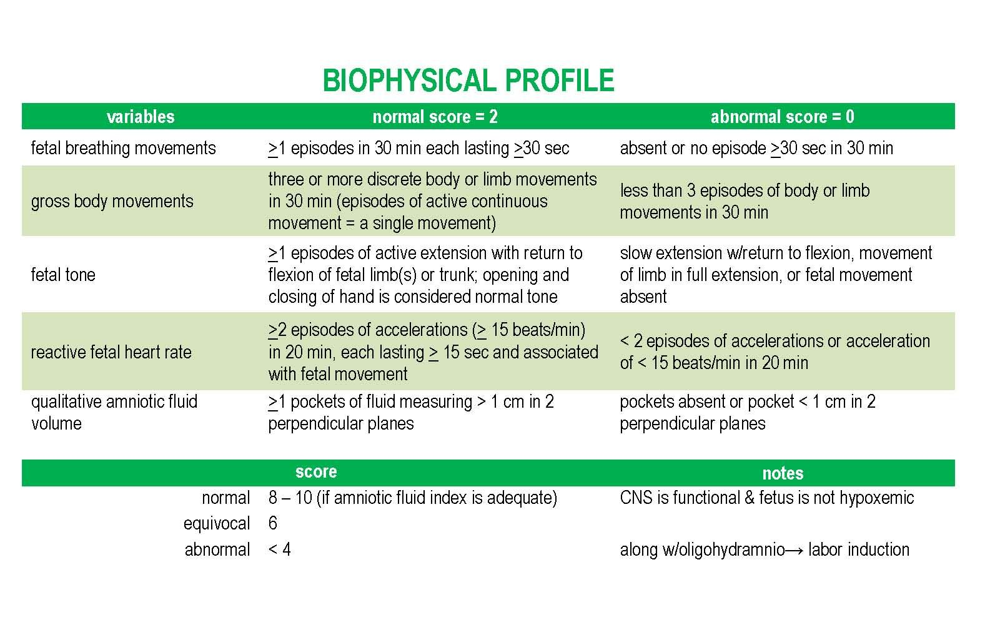 BIOPHYSICAL PROFILE
variables normal score = 2 abnormal score = 0
fetal breathing movements ≥1 episodes in 30 min each lasting ≥30 sec absent or no episode ≥30 sec in 30 min
gross body movements
three or more discrete body or limb movements
in 30 min (episodes of active continuous
movement = a single movement)
less than 3 episodes of body or limb
movements in 30 min
fetal tone
≥1 episodes of active extension with return to
flexion of fetal limb(s) or trunk; opening and
closing of hand is considered normal tone
slow extension w/return to flexion, movement
of limb in full extension, or fetal movement
absent
reactive fetal heart rate
≥2 episodes of accelerations (≥ 15 beats/min)
in 20 min, each lasting ≥ 15 sec and associated
with fetal movement
< 2 episodes of accelerations or acceleration
of < 15 beats/min in 20 min
qualitative amniotic fluid
volume
≥1 pockets of fluid measuring > 1 cm in 2
perpendicular planes
pockets absent or pocket < 1 cm in 2
perpendicular planes
score notes
normal 8 – 10 (if amniotic fluid index is adequate) CNS is functional & fetus is not hypoxemic
equivocal 6
abnormal < 4 along w/oligohydramnio→ labor induction